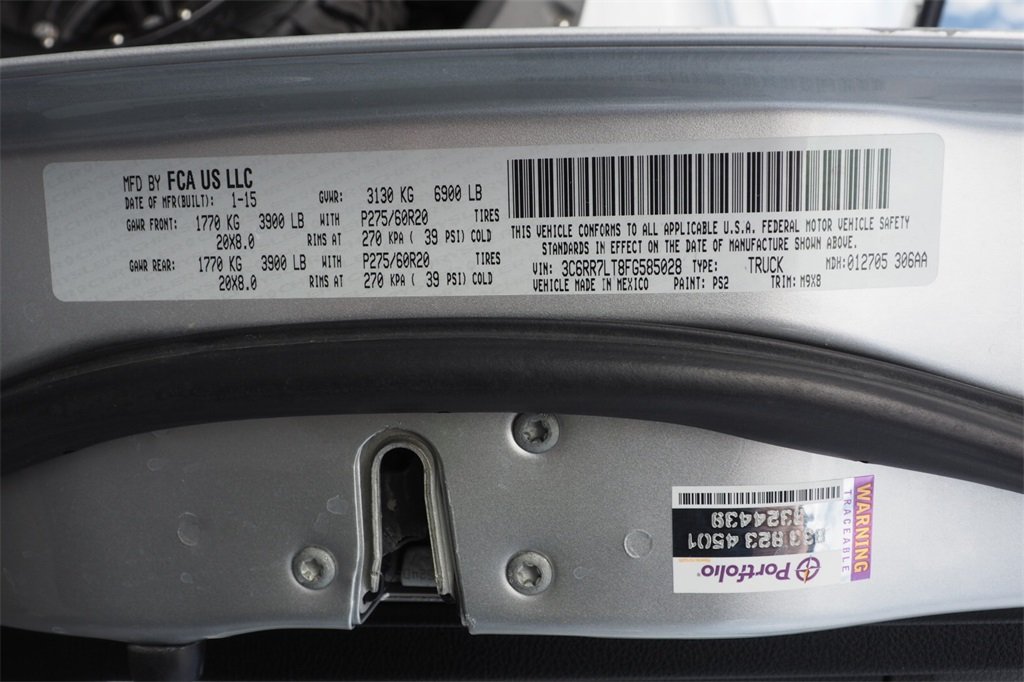 MFD BY FCA US LLC
DATE OF MFR(BUILT): 1-15 GVWR: 3130 KG 6900 LB
GAWR FRONT: 1770 KG 3900 LB WITH P275/60R20 TIRES
20X8.0 RIMS AT 270 KPA ( 39 PSI) COLD
GAWR REAR: 1770 KG 3900 LB WITH P275/60R20 TIRES
20X8.0 RIMS AT 270 KPA ( 39 PSI) COLD
THIS VEHICLE CONFORMS TO ALL APPLICABLE U.S.A. FEDERAL MOTOR VEHICLE SAFETY
STANDARDS IN EFFECT ON THE DATE OF MANUFACTURE SHOWN ABOVE.
VIN: 3C6RR7LT8FG585028 TYPE: TRUCK MDH:012705 306AA
VEHICLE MADE IN MEXICO PAINT: PS2 TRIM: M9X8
WARNING
TRACEABLE
Portfolio
823 4501